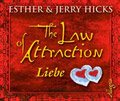 ESTHER & JERRY HICKS
The Law
of Attraction
Liebe